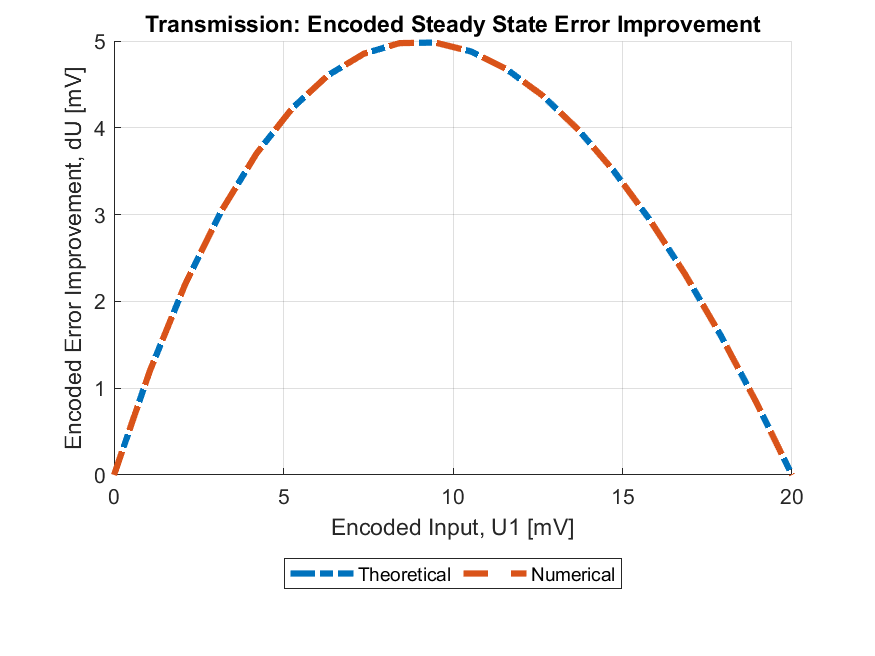 Transmission: Encoded Steady State Error Improvement
Encoded Error Improvement, dU [mV]
5
4
3
2
1
0
0 5 10 15 20
Encoded Input, U1 [mV]
Theoretical Numerical